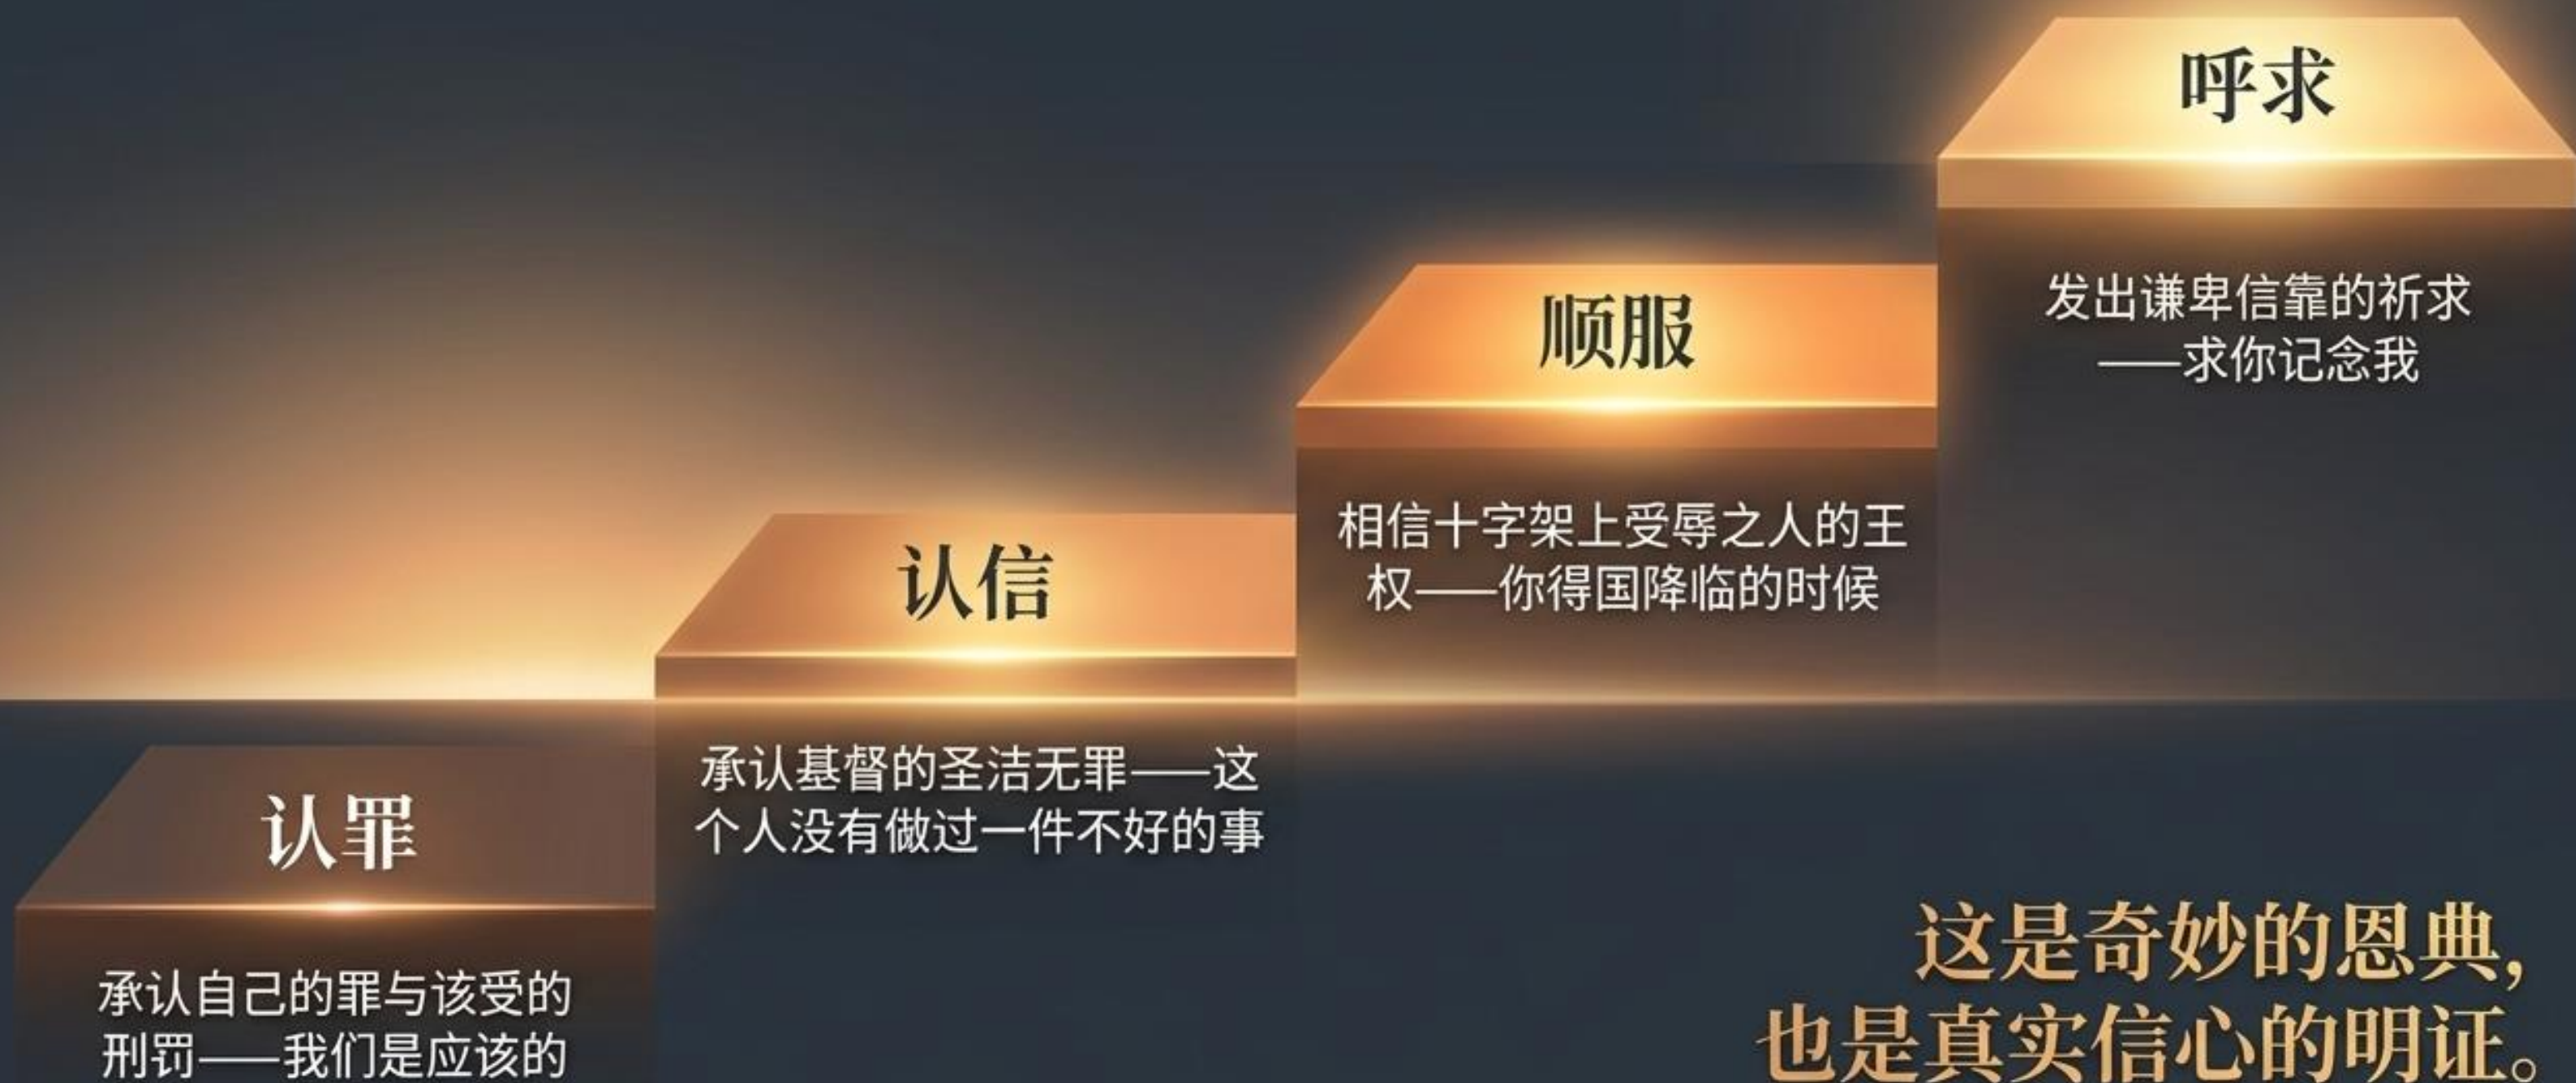 呼求
发出谦卑信靠的祈求
——求你记念我
顺服
相信十字架上受辱之人的王
权——你得国降临的时候
认信
承认基督的圣洁无罪——这
个人没有做过一件不好的事
认罪
承认自己的罪与该受的
刑罚——我们是应该的
这是奇妙的恩典，
也是真实信心的明证。